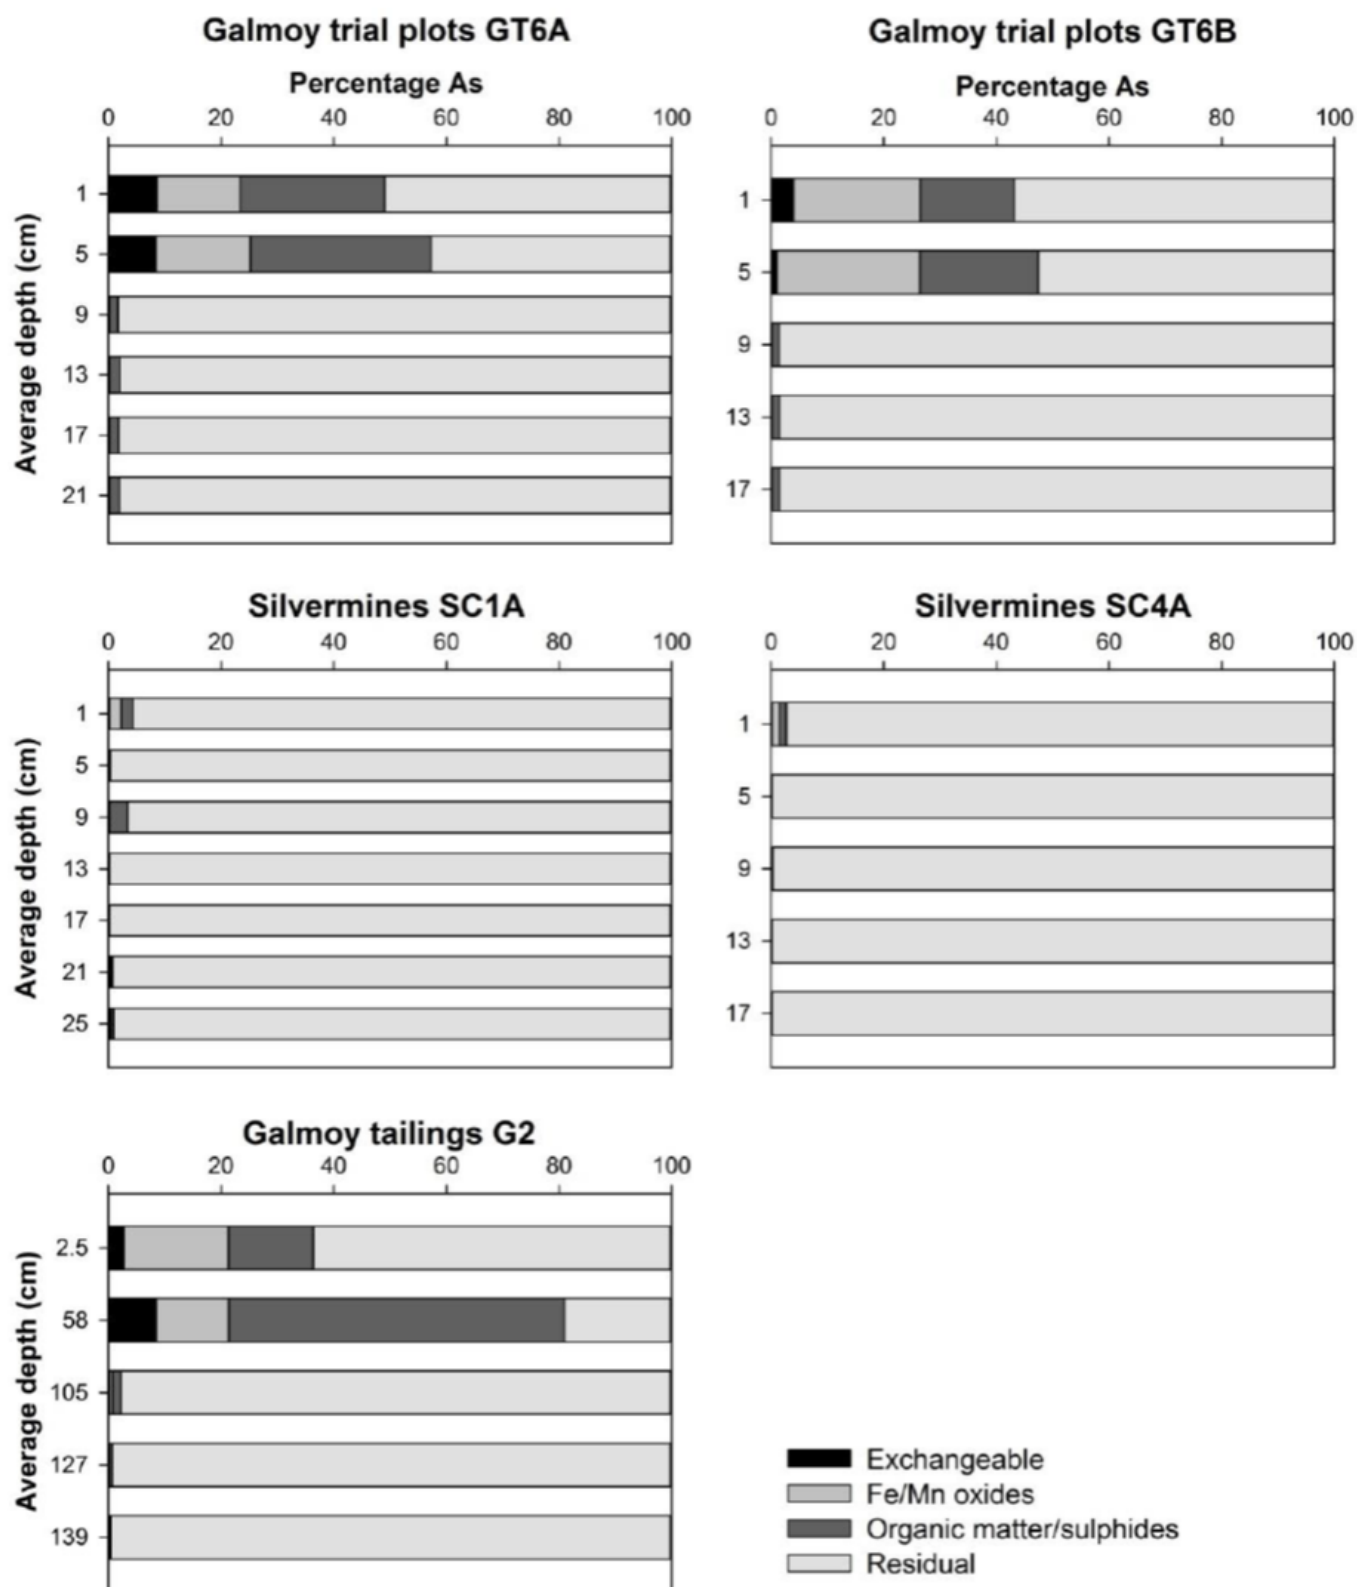 Galmoy trial plots GT6A
Percentage As
0 20 40 60 80 100
Average depth (cm)
1
5
9
13
17
21
Galmoy trial plots GT6B
Percentage As
0 20 40 60 80 100
1
5
9
13
17
Silvermines SC1A
0 20 40 60 80 100
Average depth (cm)
1
5
9
13
17
21
25
Silvermines SC4A
0 20 40 60 80 100
1
5
9
13
17
Galmoy tailings G2
0 20 40 60 80 100
Average depth (cm)
2.5
58
105
127
139
Exchangeable
Fe/Mn oxides
Organic matter/sulphides
Residual